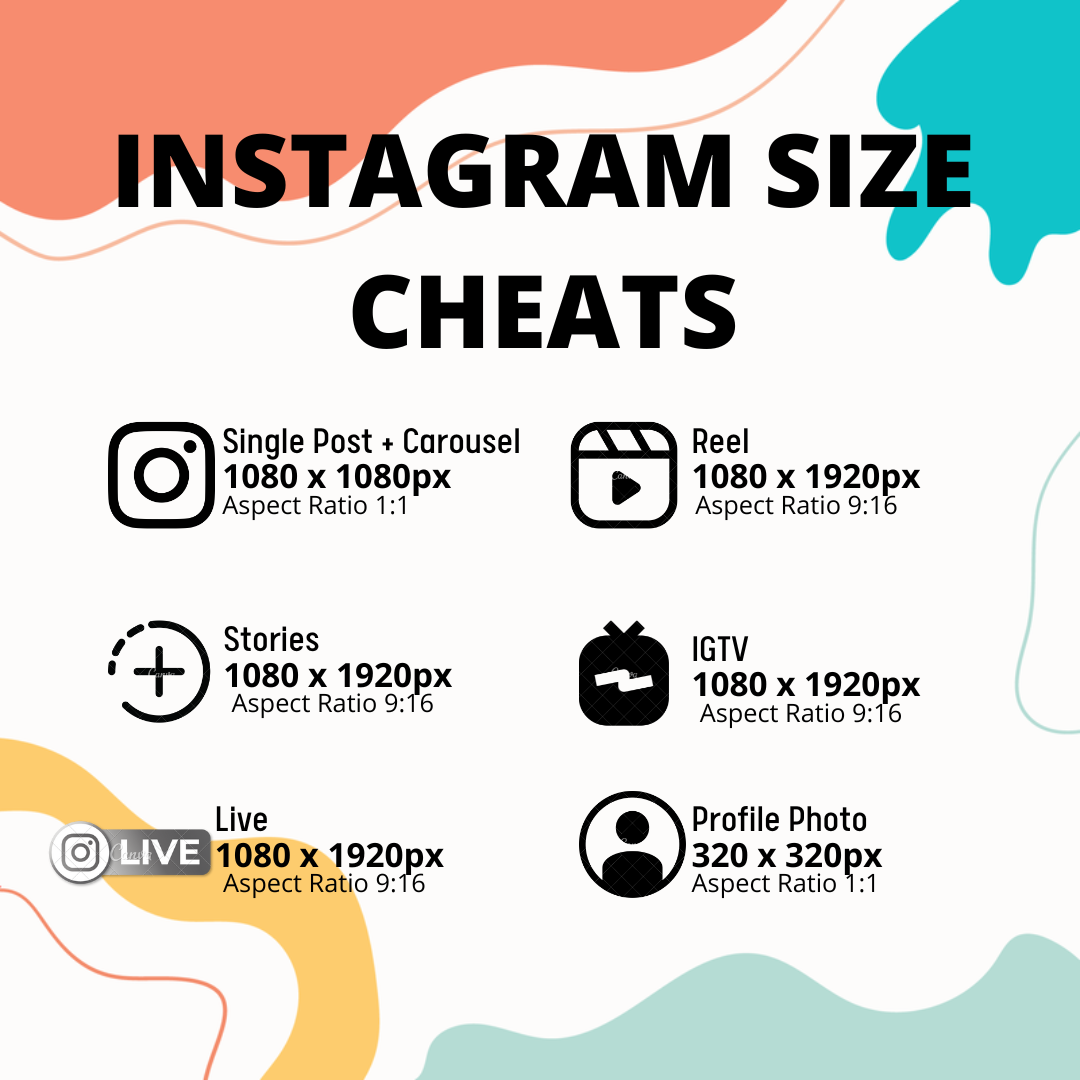 INSTAGRAM SIZE
CHEATS
Single Post + Carousel
1080 x 1080px
Aspect Ratio 1:1
Reel
1080 x 1920px
Aspect Ratio 9:16
Stories
1080 x 1920px
Aspect Ratio 9:16
IGTV
1080 x 1920px
Aspect Ratio 9:16
LIVE
Live
1080 x 1920px
Aspect Ratio 9:16
Profile Photo
320 x 320px
Aspect Ratio 1:1